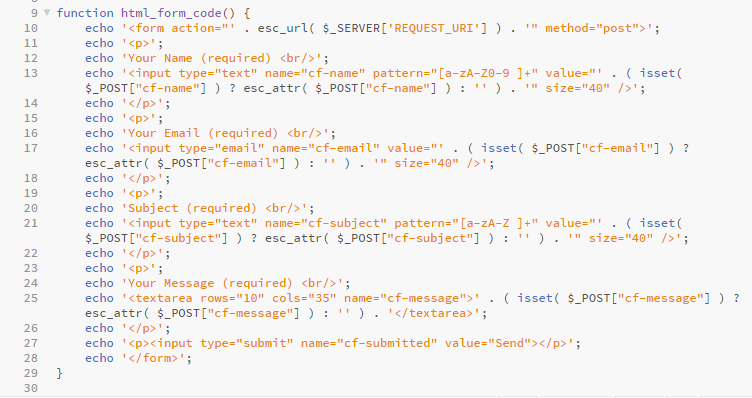 9 function html_form_code() {
10 echo '<form action="' . esc_url( $_SERVER['REQUEST_URI'] ) . '" method="post">';
11 echo '<p>';
12 echo 'Your Name (required) <br/>';
13 echo '<input type="text" name="cf-name" pattern="[a-zA-Z0-9 ]+" value="' . ( isset(
$_POST["cf-name"] ) ? esc_attr( $_POST["cf-name"] ) : '' ) . '" size="40" />';
14 echo '</p>';
15 echo '<p>';
16 echo 'Your Email (required) <br/>';
17 echo '<input type="email" name="cf-email" value="' . ( isset( $_POST["cf-email"] ) ?
esc_attr( $_POST["cf-email"] ) : '' ) . '" size="40" />';
18 echo '</p>';
19 echo '<p>';
20 echo 'Subject (required) <br/>';
21 echo '<input type="text" name="cf-subject" pattern="[a-zA-Z ]+" value="' . ( isset(
$_POST["cf-subject"] ) ? esc_attr( $_POST["cf-subject"] ) : '' ) . '" size="40" />';
22 echo '</p>';
23 echo '<p>';
24 echo 'Your Message (required) <br/>';
25 echo '<textarea rows="10" cols="35" name="cf-message">' . ( isset( $_POST["cf-message"] ) ?
esc_attr( $_POST["cf-message"] ) : '' ) . '</textarea>';
26 echo '</p>';
27 echo '<p><input type="submit" name="cf-submitted" value="Send"></p>';
28 echo '</form>';
29 }
30